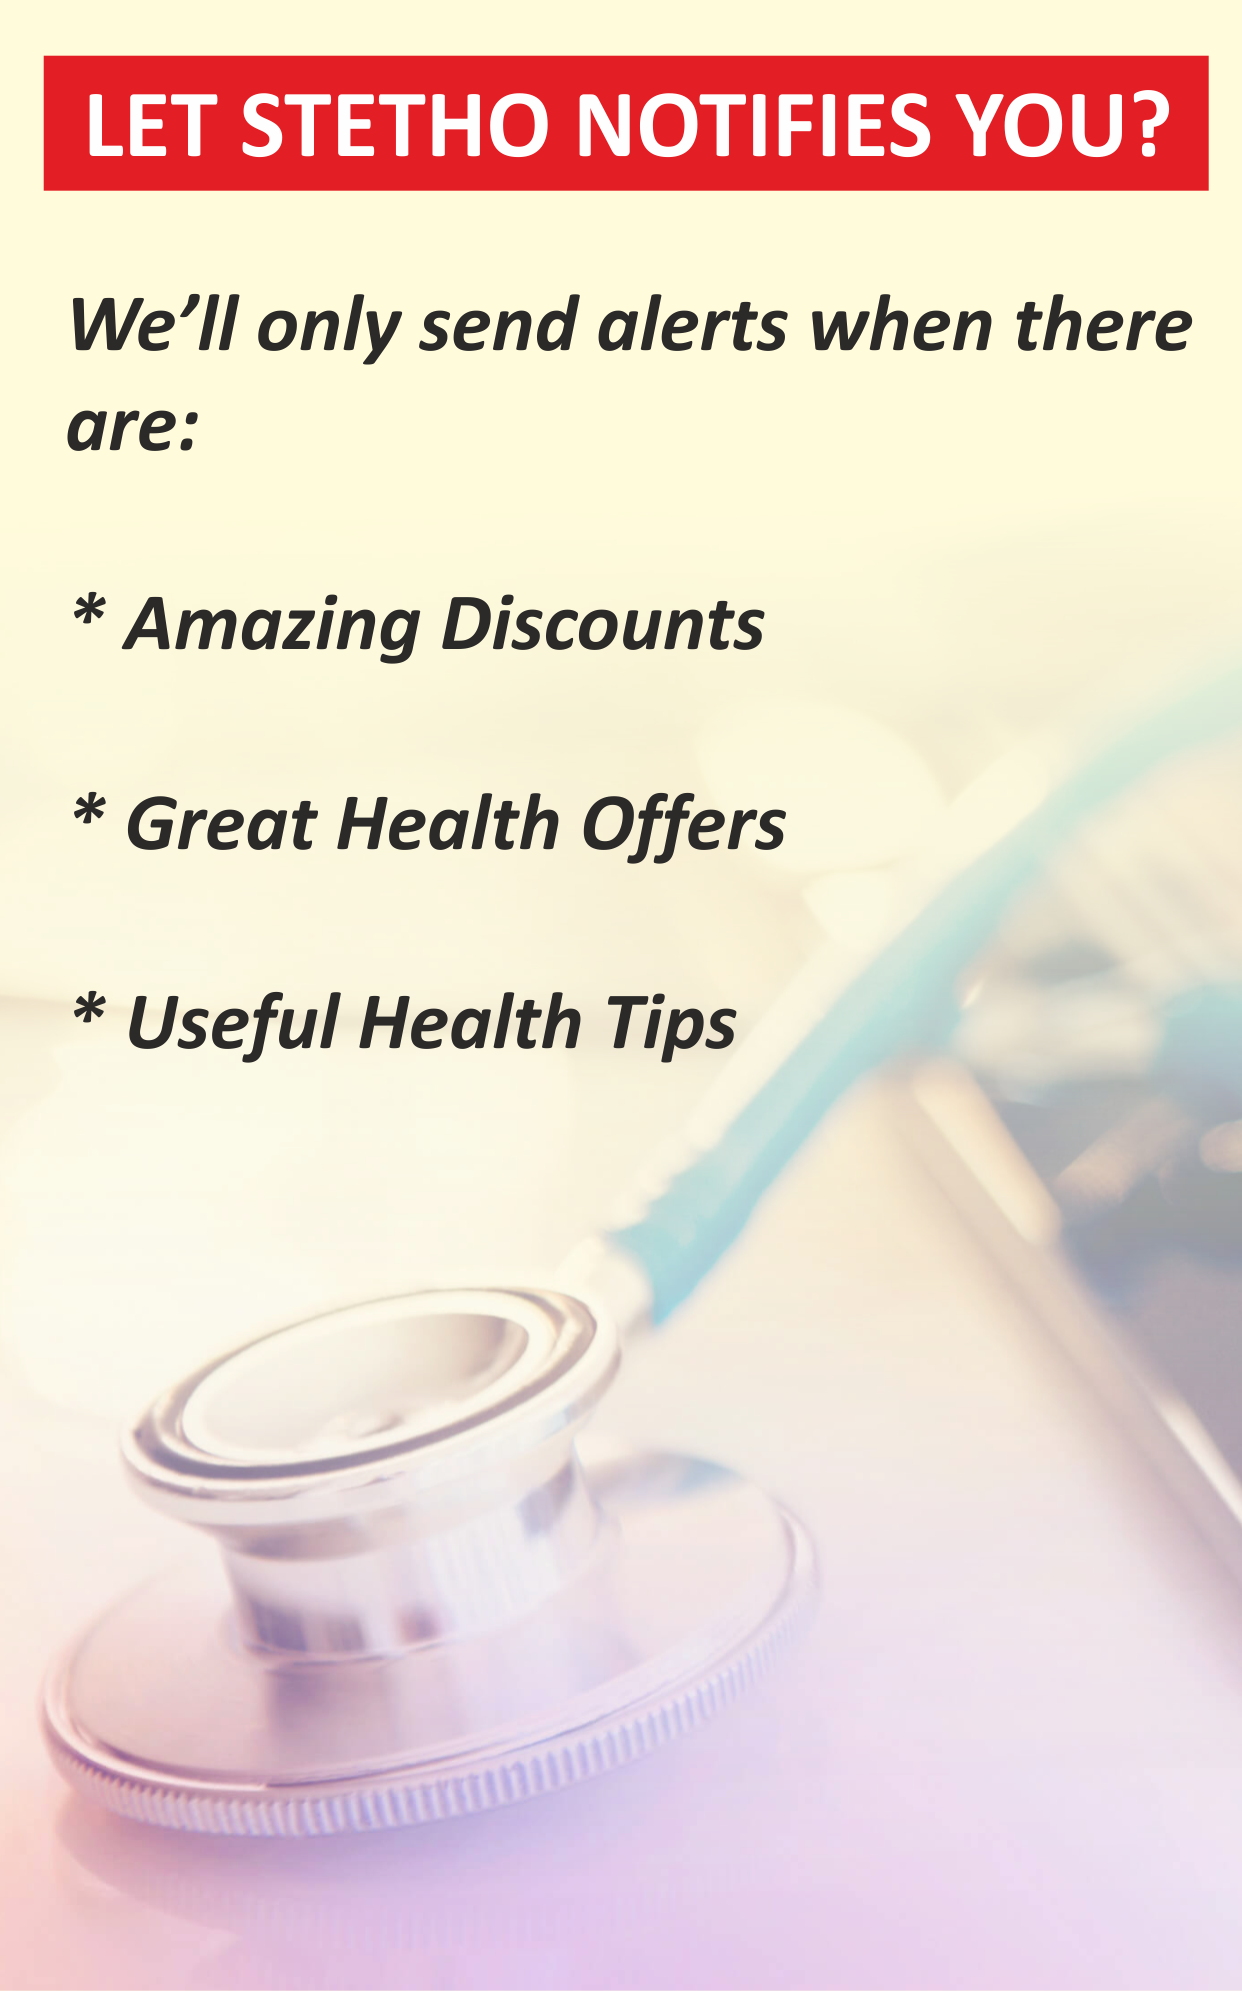 LET STETHO NOTIFIES YOU?
We’ll only send alerts when there
are:
* Amazing Discounts
* Great Health Offers
* Useful Health Tips